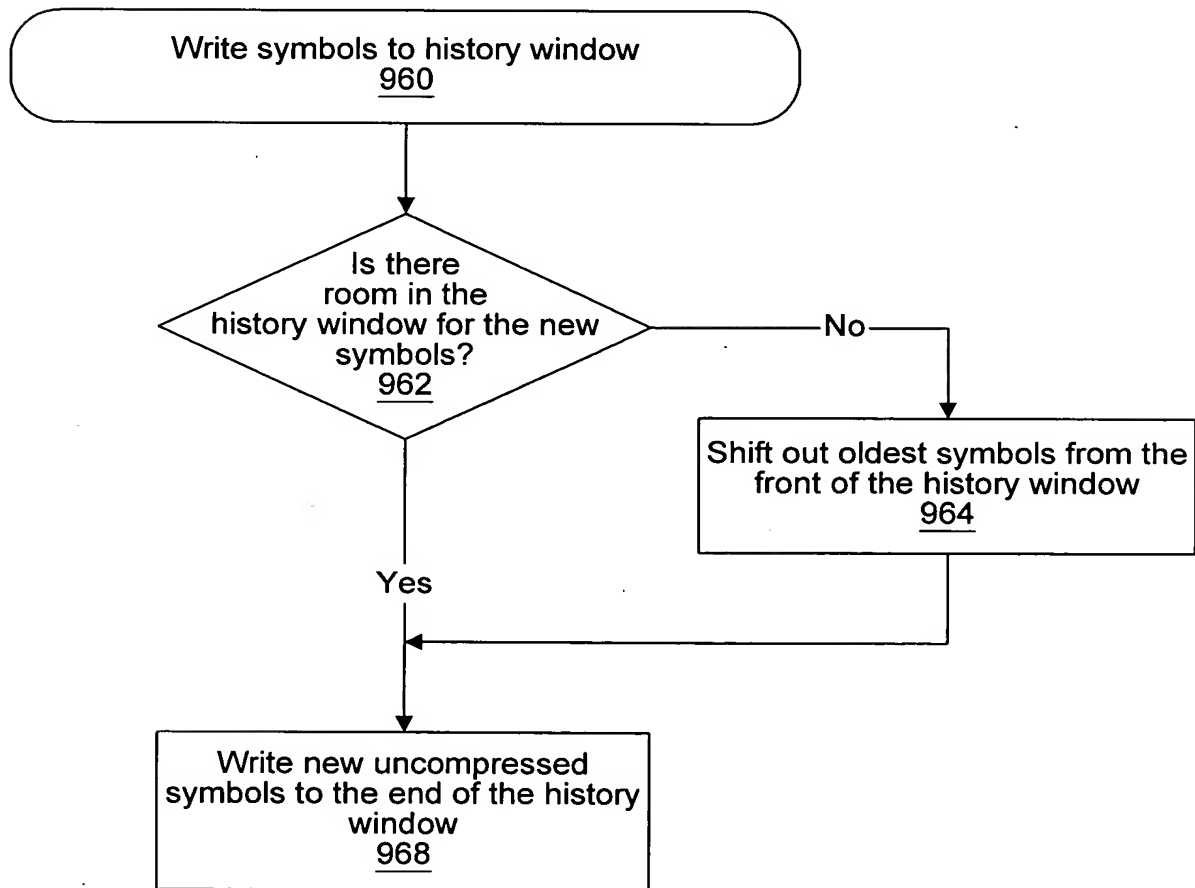 Write symbols to history window
960
Is there
room in the
history window for the new
symbols?
962
No
Shift out oldest symbols from the
front of the history window
964
Yes
Write new uncompressed
symbols to the end of the history
window
968